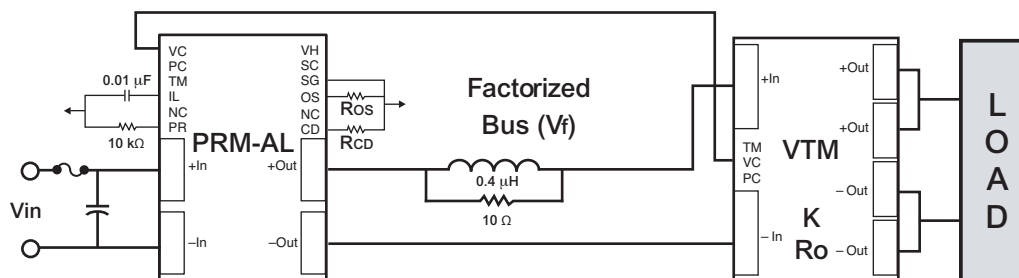 VC
PC
TM
IL
NC
PR
VH
SC
SG
OS
NC
CD
0.01 μF
10 kΩ
ROS
RCD
PRM-AL
+In
–In
+Out
–Out
Vin
Factorized
Bus (Vf)
0.4 μH
10 Ω
+In
– In
TM
VC
PC
VTM
K
Ro
+Out
+Out
–Out
–Out
L
O
A
D